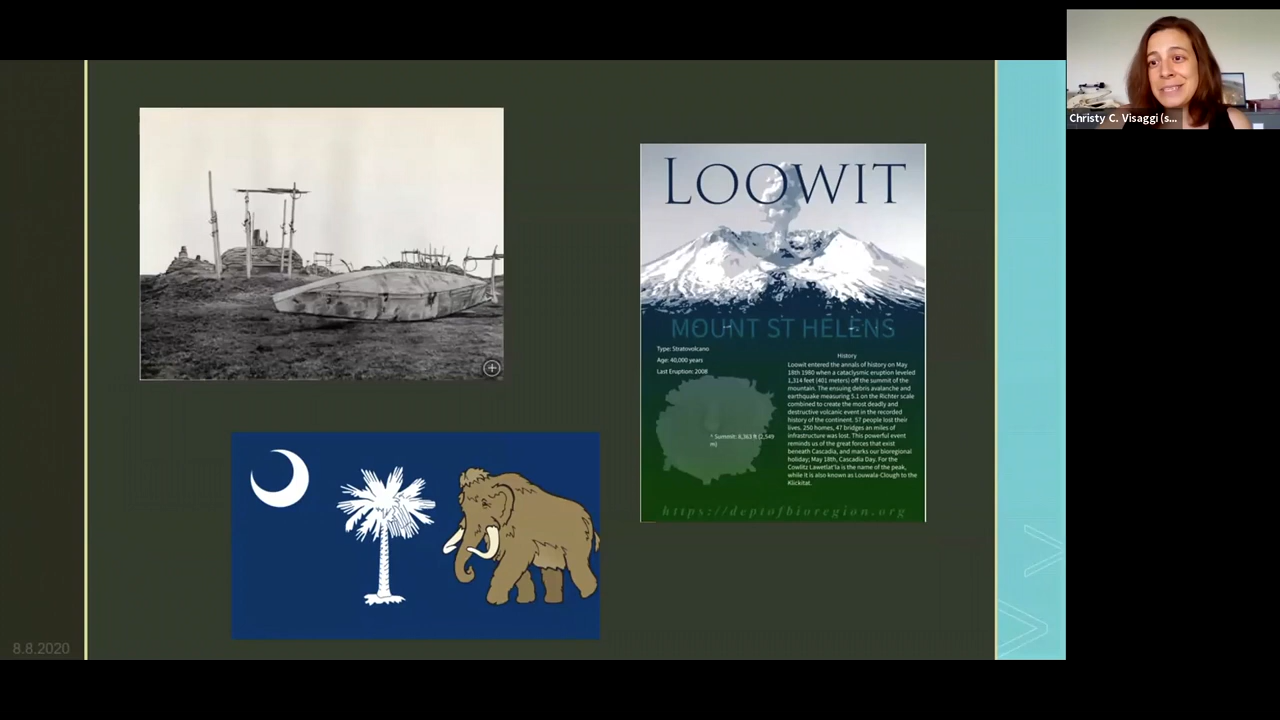 Christy C. Visaggi (s...
LOOWIT
MOUNT ST HELENS
Type: Stratovolcano
Age: 40,000 years
Last Eruption: 2008
* Summit: 8,363 ft (2,549
m)
History
Loowit entered the annals of history on May
18th 1980 when a cataclysmic eruption leveled
1,314 feet (401 meters) off the summit of the
mountain. The ensuing debris avalanche and
earthquake measuring 5.1 on the Richter scale
combined to create the most deadly and
destructive volcanic event in the recorded
history of the continent. 57 people lost their
lives, 250 homes, 47 bridges an miles of
infrastructure was lost. This powerful event
reminds us of the great forces that exist
beneath Cascadia, and marks our bioregional
holiday; May 18th, Cascadia Day. For the
Cowlitz Lawetlat'la is the name of the peak,
while it is also known as Louwala-Clough to the
Klickitat.
https://deptofbioregion.org
8.8.2020